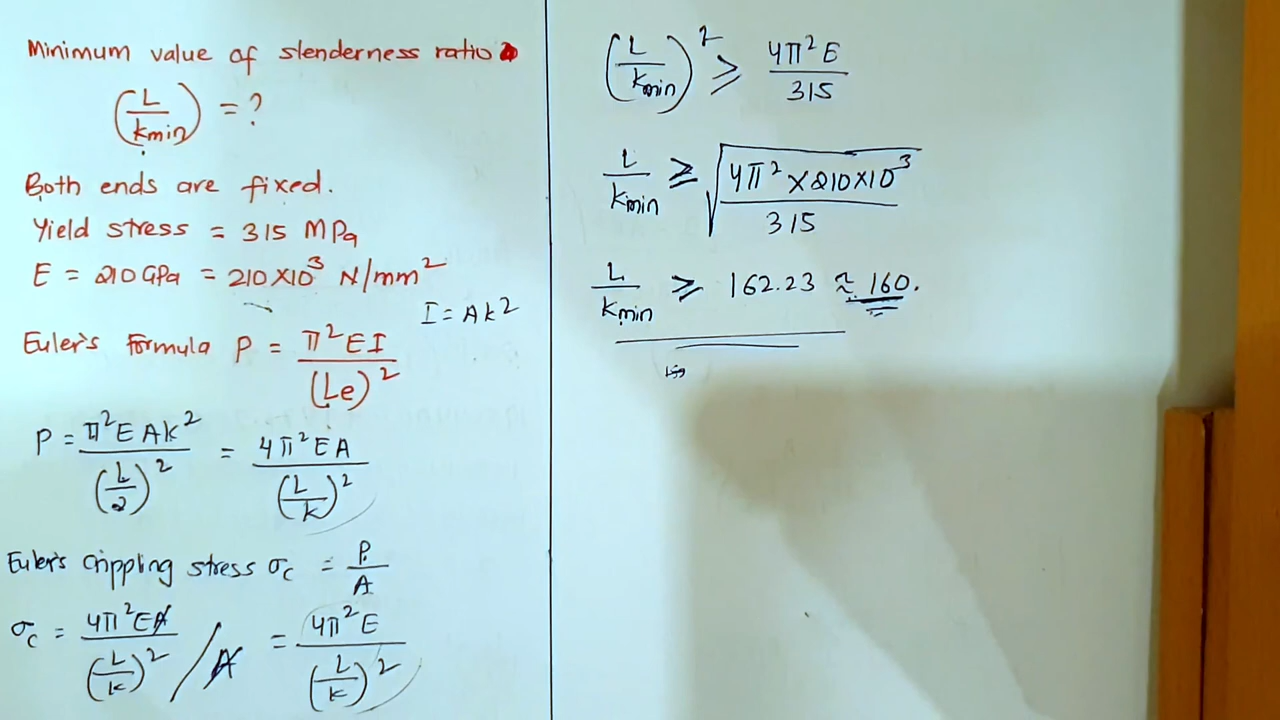 Minimum value of slenderness ratio
(L/kmin) = ?
Both ends are fixed.
Yield stress = 315 MPa
E = 210 GPa = 210×10³ N/mm²
I = Ak²
Euler's Formula P = π²EI/(Le)²
P = π²EAk²/(L/2)² = 4π²EA/(L/k)²
Euler's crippling stress σc = P/A
σc = 4π²EA/(L/k)² / A = 4π²E/(L/k)²
(L/kmin)² ≥ 4π²E/315
L/kmin ≥ √(4π²×210×10³/315)
L/kmin ≥ 162.23 ≈ 160.